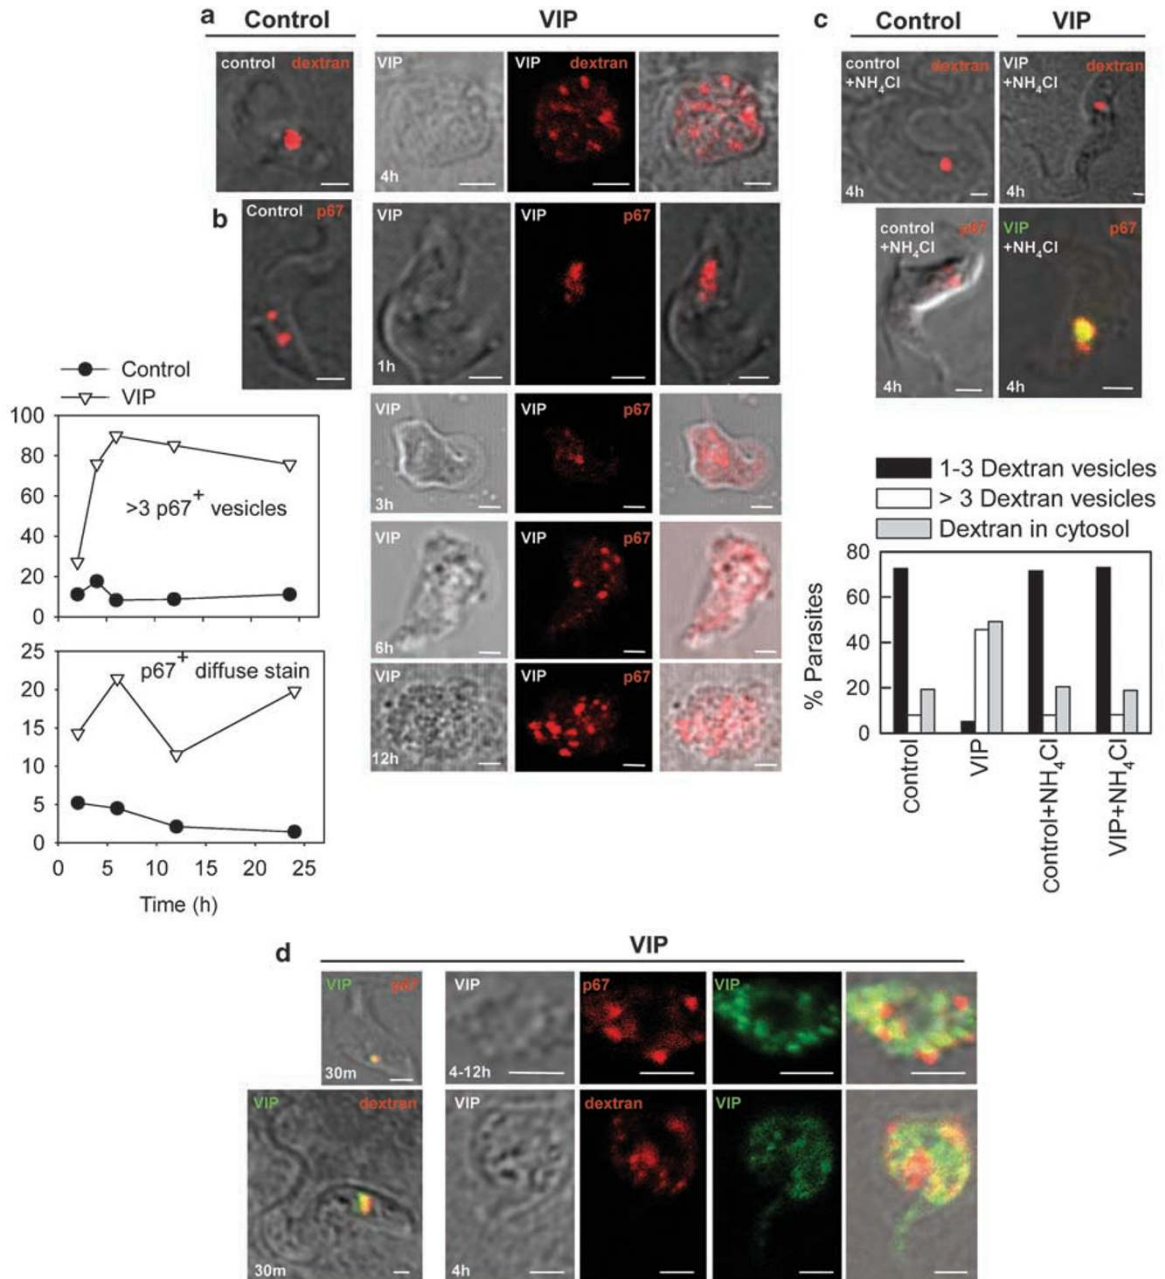 a
Control
VIP
control dextran
VIP
4h
VIP dextran
b
Control p67
VIP
1h
VIP p67
VIP
3h
VIP p67
VIP
6h
VIP p67
VIP
12h
VIP p67
Control
VIP
100
80
60
40
20
0
>3 p67+ vesicles
25
20
15
10
5
0
p67+ diffuse stain
0 5 10 15 20 25
Time (h)
c
Control
VIP
control dextran
+NH4Cl
4h
VIP dextran
+NH4Cl
4h
control p67
+NH4Cl
4h
VIP p67
+NH4Cl
4h
1-3 Dextran vesicles
> 3 Dextran vesicles
Dextran in cytosol
80
60
40
20
0
% Parasites
Control
VIP
Control+NH4Cl
VIP+NH4Cl
d
VIP
VIP p67
30m
VIP
4-12h
p67
VIP
VIP dextran
30m
VIP
4h
dextran
VIP